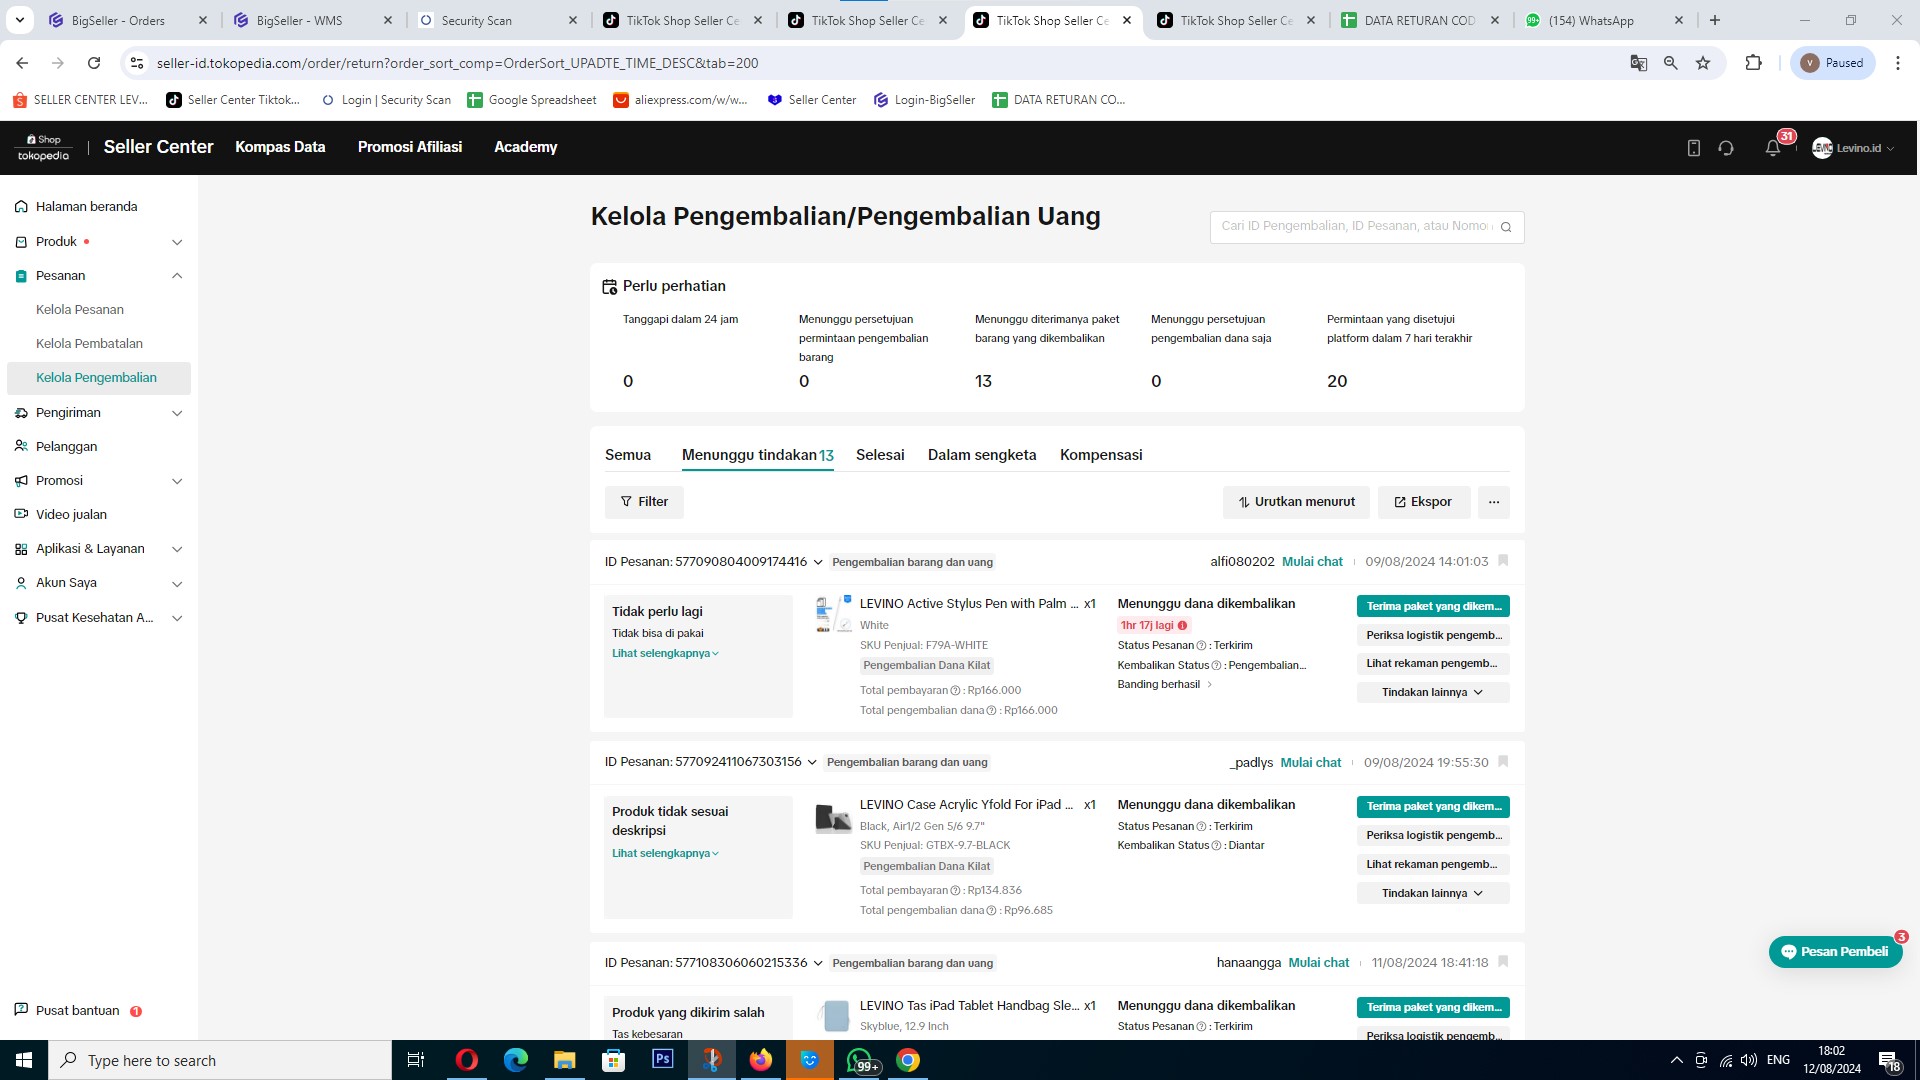 BigSeller - Orders
BigSeller - WMS
Security Scan
TikTok Shop Seller Ce
TikTok Shop Seller Ce
TikTok Shop Seller Ce
TikTok Shop Seller Ce
DATA RETURAN COD
(154) WhatsApp
seller-id.tokopedia.com/order/return?order_sort_comp=OrderSort_UPADTE_TIME_DESC&tab=200
V Paused
SELLER CENTER LEV...
Seller Center Tiktok...
Login | Security Scan
Google Spreadsheet
aliexpress.com/w/w...
Seller Center
Login-BigSeller
DATA RETURAN CO...
Shop
tokopedia
Seller Center
Kompas Data
Promosi Afiliasi
Academy
31
Levino.id
Halaman beranda
Produk
Pesanan
Kelola Pesanan
Kelola Pembatalan
Kelola Pengembalian
Pengiriman
Pelanggan
Promosi
Video jualan
Aplikasi & Layanan
Akun Saya
Pusat Kesehatan A...
Pusat bantuan 1
Kelola Pengembalian/Pengembalian Uang
Cari ID Pengembalian, ID Pesanan, atau Nomo
Perlu perhatian
Tanggapi dalam 24 jam
0
Menunggu persetujuan
permintaan pengembalian
barang
0
Menunggu diterimanya paket
barang yang dikembalikan
13
Menunggu persetujuan
pengembalian dana saja
0
Permintaan yang disetujui
platform dalam 7 hari terakhir
20
Semua
Menunggu tindakan 13
Selesai
Dalam sengketa
Kompensasi
Filter
Urutkan menurut
Ekspor
...
ID Pesanan: 577090804009174416
Pengembalian barang dan uang
alfi080202 Mulai chat
09/08/2024 14:01:03
Tidak perlu lagi
Tidak bisa di pakai
Lihat selengkapnya
LEVINO Active Stylus Pen with Palm ... x1
White
SKU Penjual: F79A-WHITE
Pengembalian Dana Kilat
Total pembayaran : Rp166.000
Total pengembalian dana : Rp166.000
Menunggu dana dikembalikan
1hr 17j lagi
Status Pesanan : Terkirim
Kembalikan Status : Pengembalian...
Banding berhasil
Terima paket yang dikem...
Periksa logistik pengemb...
Lihat rekaman pengemb...
Tindakan lainnya
ID Pesanan: 577092411067303156
Pengembalian barang dan uang
_padlys Mulai chat
09/08/2024 19:55:30
Produk tidak sesuai
deskripsi
Lihat selengkapnya
LEVINO Case Acrylic Yfold For iPad ... x1
Black, Air1/2 Gen 5/6 9.7"
SKU Penjual: GTBX-9.7-BLACK
Pengembalian Dana Kilat
Total pembayaran : Rp134.836
Total pengembalian dana : Rp96.685
Menunggu dana dikembalikan
Status Pesanan : Terkirim
Kembalikan Status : Diantar
Terima paket yang dikem...
Periksa logistik pengemb...
Lihat rekaman pengemb...
Tindakan lainnya
ID Pesanan: 577108306060215336
Pengembalian barang dan uang
hanaangga Mulai chat
11/08/2024 18:41:18
Produk yang dikirim salah
Tas kebesaran
LEVINO Tas iPad Tablet Handbag Sle... x1
Skyblue, 12.9 Inch
Menunggu dana dikembalikan
Status Pesanan : Terkirim
Terima paket yang dikem...
Periksa logistik pengemb...
Pesan Pembeli
3
Type here to search
Ps
99+
ENG
18:02
12/08/2024
18